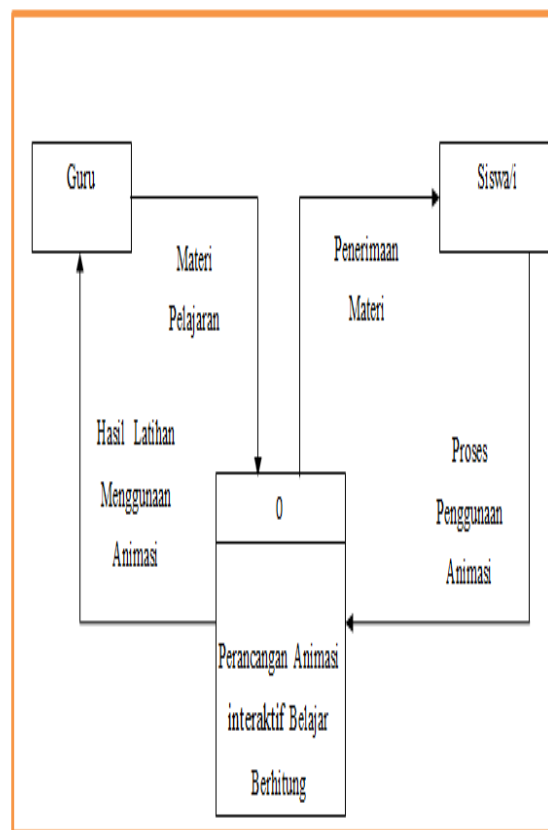 Guru
Siswa/i
Materi
Pelajaran
Penerimaan
Materi
Hasil Latihan
Menggunaan
Animasi
Proses
Penggunaan
Animasi
0
Perancangan Animasi
interaktif Belajar
Berhitung